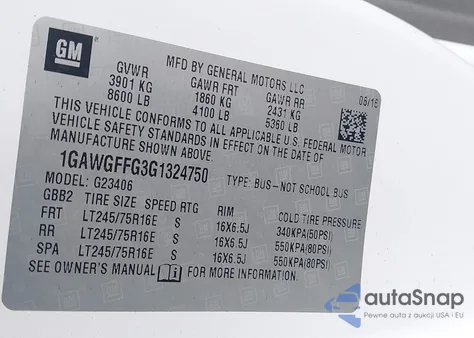 GM
MFD BY GENERAL MOTORS LLC
GVWR GAWR FRT GAWR RR 06/16
3901 KG 1860 KG 2431 KG
8600 LB 4100 LB 5360 LB
THIS VEHICLE CONFORMS TO ALL APPLICABLE U.S. FEDERAL MOTOR
VEHICLE SAFETY STANDARDS IN EFFECT ON THE DATE OF
MANUFACTURE SHOWN ABOVE.
1GAWGFFG3G1324750 TYPE: BUS–NOT SCHOOL BUS
MODEL: G23406
GBB2 TIRE SIZE SPEED RTG RIM COLD TIRE PRESSURE
FRT LT245/75R16E S 16X6.5J 340KPA(50PSI)
RR LT245/75R16E S 16X6.5J 550KPA(80PSI)
SPA LT245/75R16E S 16X6.5J 550KPA(80PSI)
SEE OWNER'S MANUAL FOR MORE INFORMATION.
autoSnap
Pewne auta z aukcji USA i EU